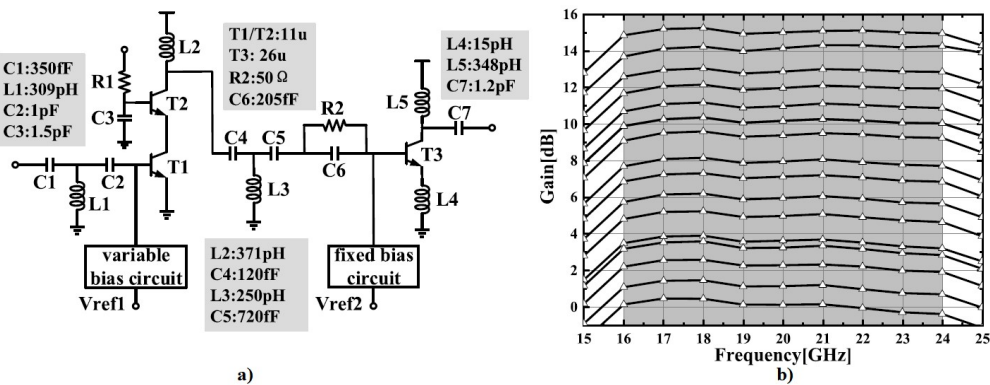 C1:350fF
L1:309pH
C2:1pF
C3:1.5pF
T1/T2:11u
T3: 26u
R2:50 Ω
C6:205fF
L4:15pH
L5:348pH
C7:1.2pF
L2:371pH
C4:120fF
L3:250pH
C5:720fF
L2
R1
T2
C3
T1
C1
C2
L1
variable
bias circuit
Vref1
C4
C5
L3
R2
C6
L5
C7
T3
L4
fixed bias
circuit
Vref2
a)
Gain[dB]
16
14
12
10
8
6
4
2
0
15 16 17 18 19 20 21 22 23 24 25
Frequency[GHz]
b)